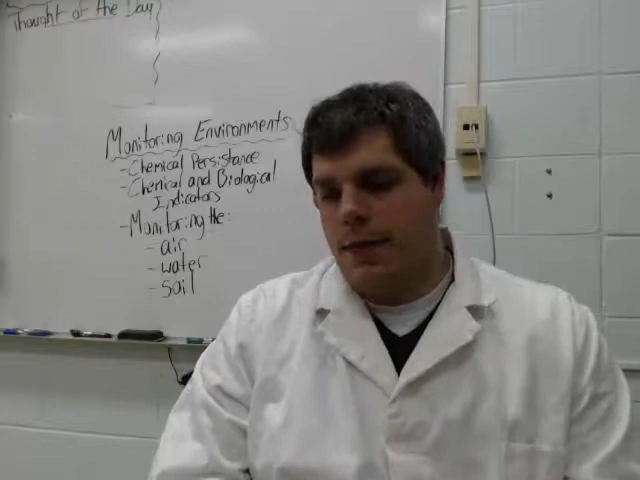 Thought of the Day
Monitoring Environments
- Chemical Persistance
- Chemical and Biological
Indicators
- Monitoring the:
- air
- water
- soil